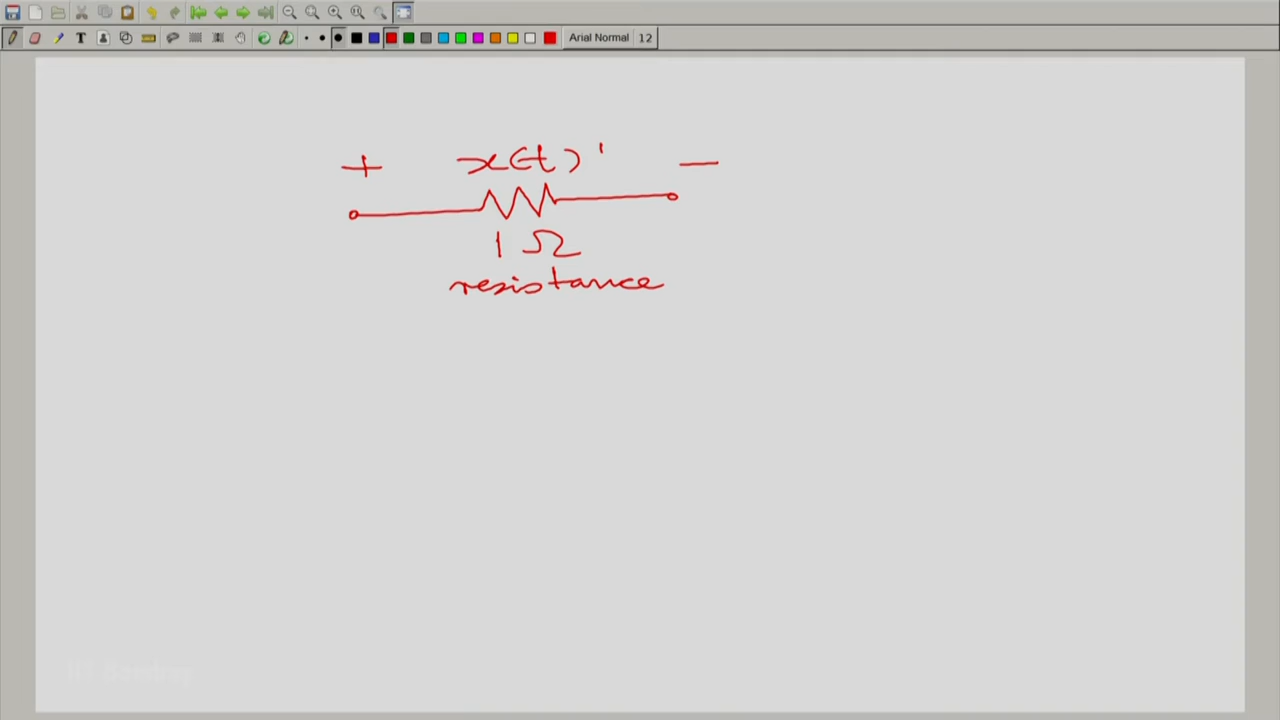 Arial Normal 12
+ x(t) ' −
1 Ω
resistance